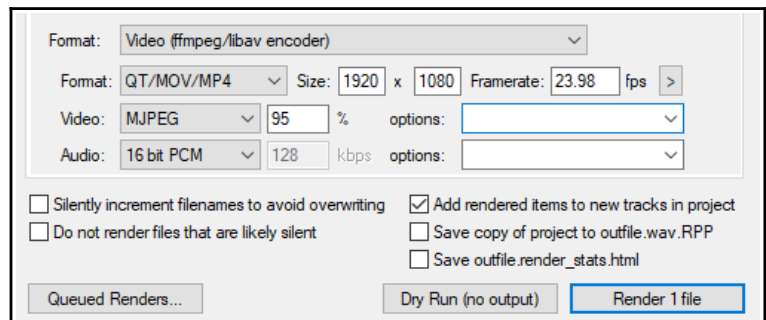 Format: Video (ffmpeg/libav encoder)
Format: QT/MOV/MP4 Size: 1920 x 1080 Framerate: 23.98 fps >
Video: MJPEG 95 % options:
Audio: 16 bit PCM 128 kbps options:
Silently increment filenames to avoid overwriting Add rendered items to new tracks in project
Do not render files that are likely silent Save copy of project to outfile.wav.RPP
Save outfile.render_stats.html
Queued Renders... Dry Run (no output) Render 1 file